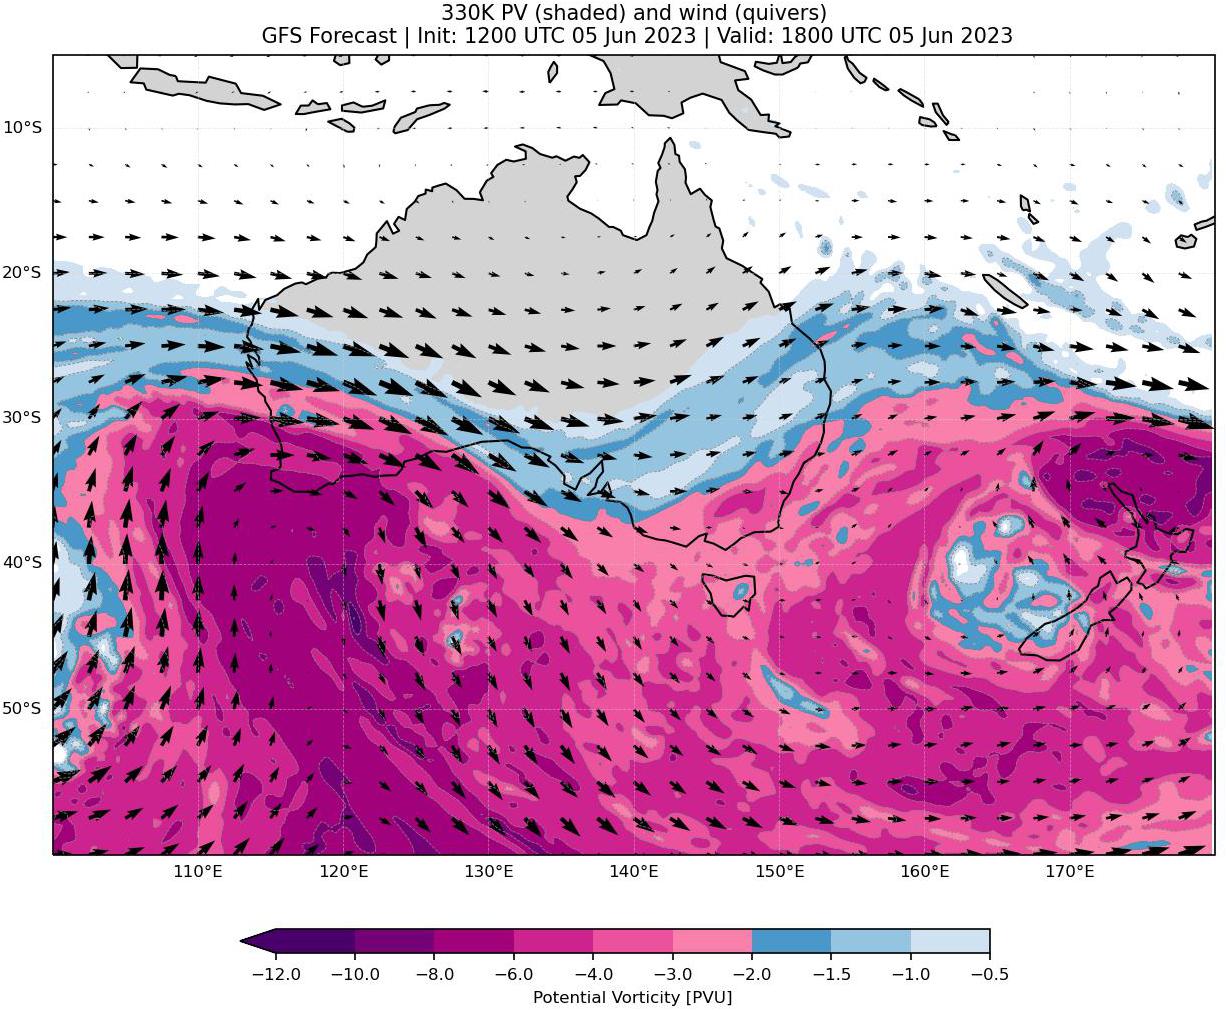 330K PV (shaded) and wind (quivers)
GFS Forecast | Init: 1200 UTC 05 Jun 2023 | Valid: 1800 UTC 05 Jun 2023
10°S
20°S
30°S
40°S
50°S
110°E 120°E 130°E 140°E 150°E 160°E 170°E
−12.0 −10.0 −8.0 −6.0 −4.0 −3.0 −2.0 −1.5 −1.0 −0.5
Potential Vorticity [PVU]